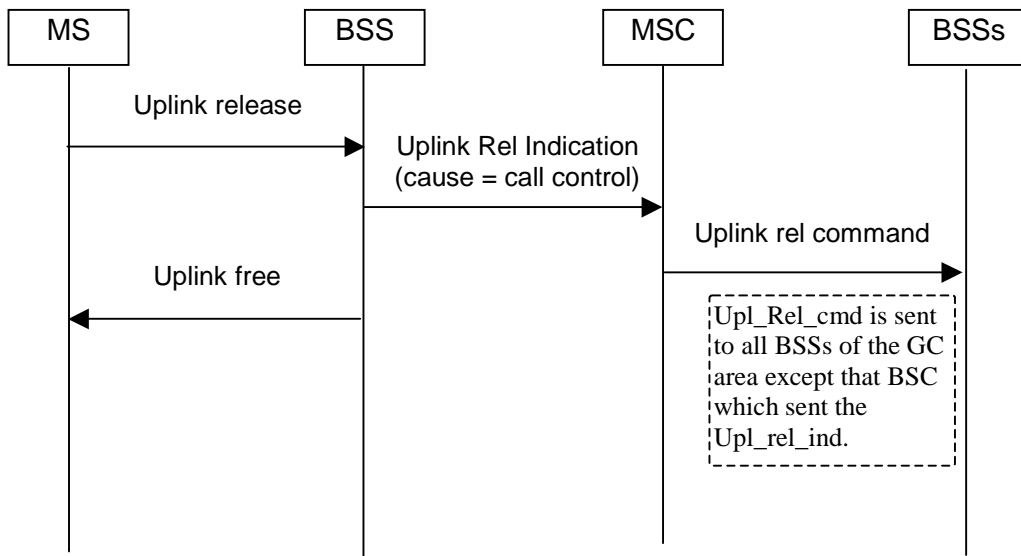 MS
BSS
MSC
BSSs
Uplink release
Uplink Rel Indication
(cause = call control)
Uplink rel command
Uplink free
Upl_Rel_cmd is sent
to all BSSs of the GC
area except that BSC
which sent the
Upl_rel_ind.